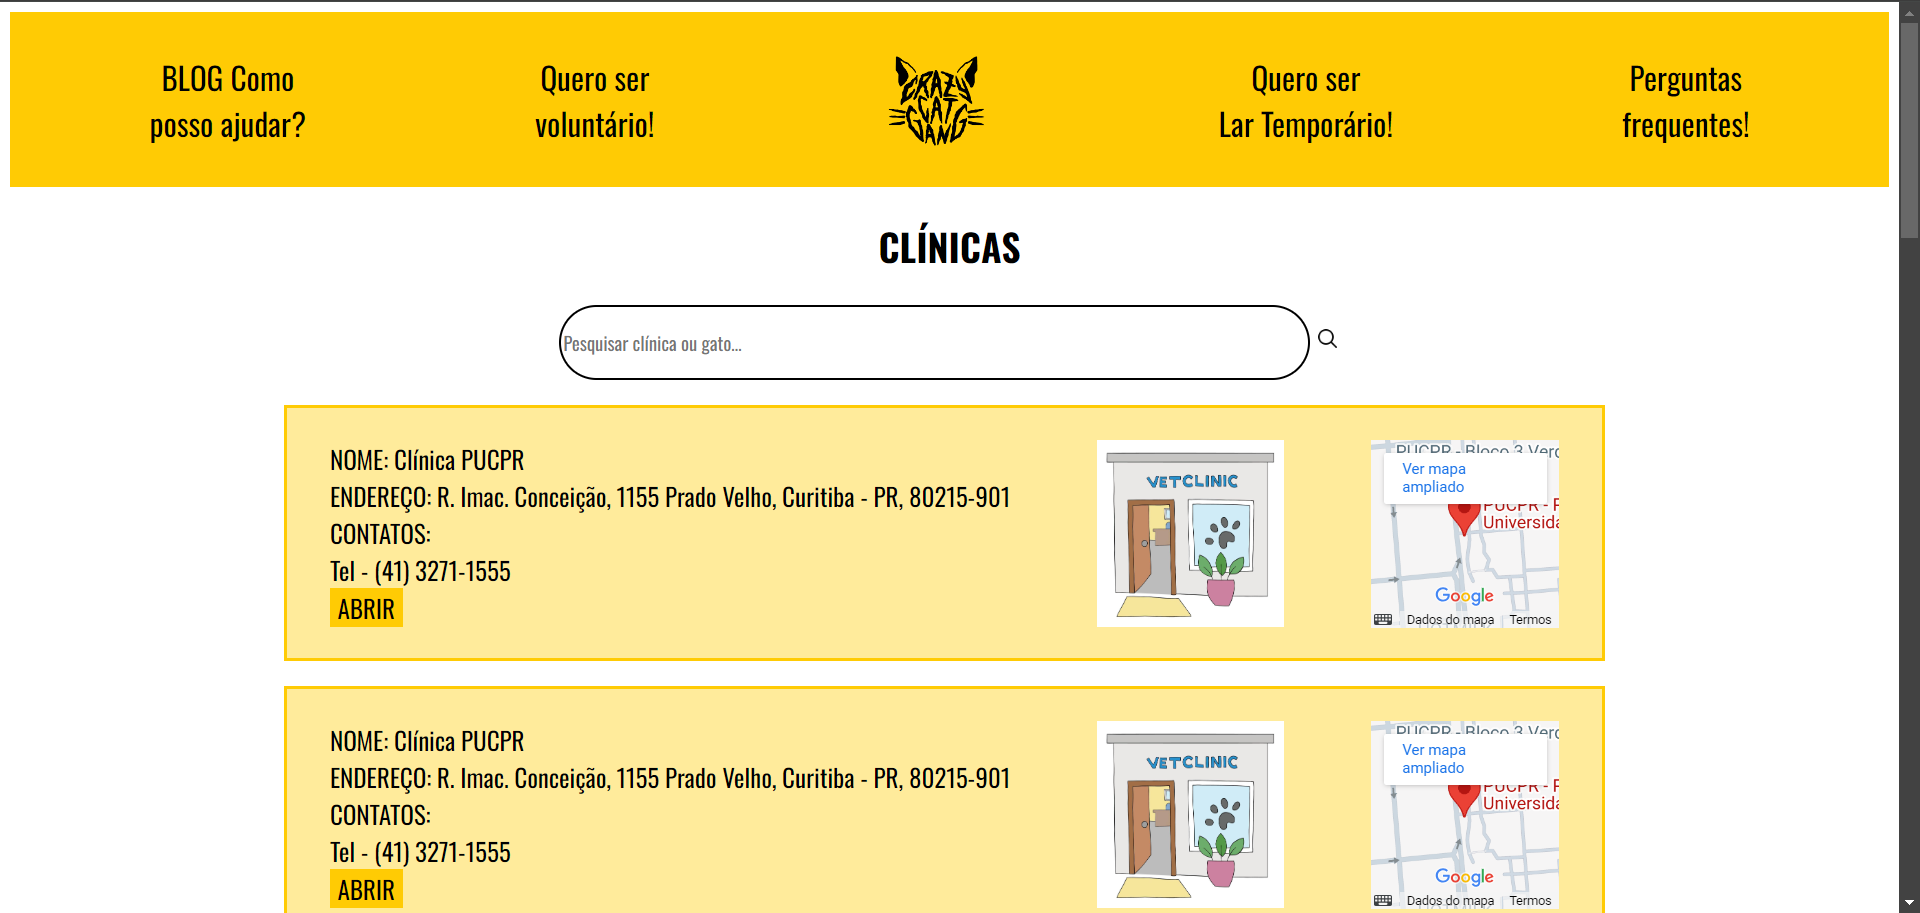 BLOG Como
posso ajudar?
Quero ser
voluntário!
CRAZY
CAT
GANG
Quero ser
Lar Temporário!
Perguntas
frequentes!
CLÍNICAS
Pesquisar clínica ou gato...
NOME: Clínica PUCPR
ENDEREÇO: R. Imac. Conceição, 1155 Prado Velho, Curitiba - PR, 80215-901
CONTATOS:
Tel - (41) 3271-1555
ABRIR
VETCLINIC
PUCPR - Bloco 3 Verd
Ver mapa
ampliado
PUCPR - P
Universida
Google
Dados do mapa
Termos
NOME: Clínica PUCPR
ENDEREÇO: R. Imac. Conceição, 1155 Prado Velho, Curitiba - PR, 80215-901
CONTATOS:
Tel - (41) 3271-1555
ABRIR
VETCLINIC
PUCPR - Bloco 3 Verd
Ver mapa
ampliado
PUCPR - P
Universida
Google
Dados do mapa
Termos